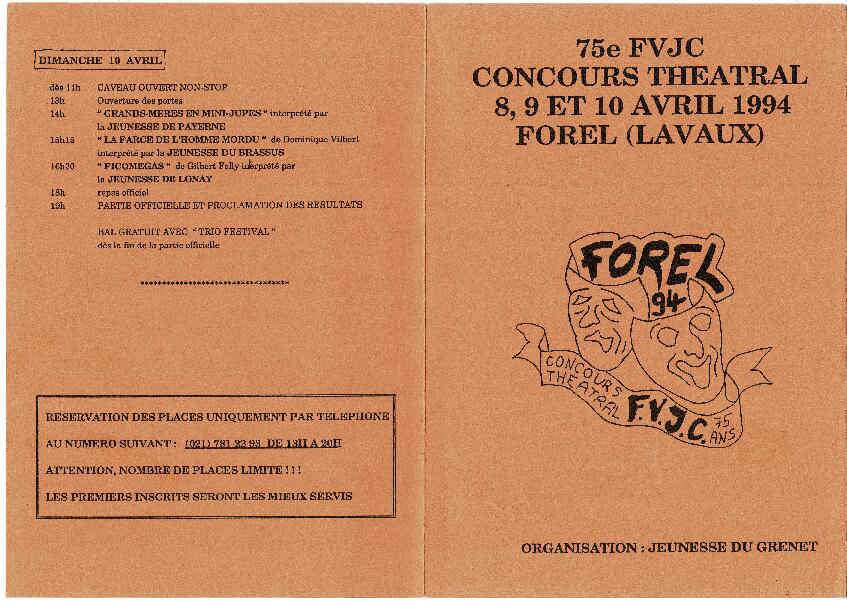 DIMANCHE 10 AVRIL
dès 11h CAVEAU OUVERT NON-STOP
13h Ouverture des portes
14h "GRANDS-MERES EN MINI-JUPES" interprété par
la JEUNESSE DE PAYERNE
15h15 "LA FARCE DE L'HOMME MORDU" de Dominique Vilbert
interprété par la JEUNESSE DU BRASSUS
16h30 "FICOMEGAS" de Gilbert Folly interprété par
la JEUNESSE DE LONAY
18h repas officiel
19h PARTIE OFFICIELLE ET PROCLAMATION DES RESULTATS
BAL GRATUIT AVEC "TRIO FESTIVAL"
dès la fin de la partie officielle
**********************************
RESERVATION DES PLACES UNIQUEMENT PAR TELEPHONE
AU NUMERO SUIVANT : (021) 781 22 93 DE 13H A 20H
ATTENTION, NOMBRE DE PLACES LIMITE !!!
LES PREMIERS INSCRITS SERONT LES MIEUX SERVIS
75e FVJC
CONCOURS THEATRAL
8, 9 ET 10 AVRIL 1994
FOREL (LAVAUX)
FOREL
94
CONCOURS
THEATRAL
F.V.J.C.
75
ANS
ORGANISATION : JEUNESSE DU GRENET